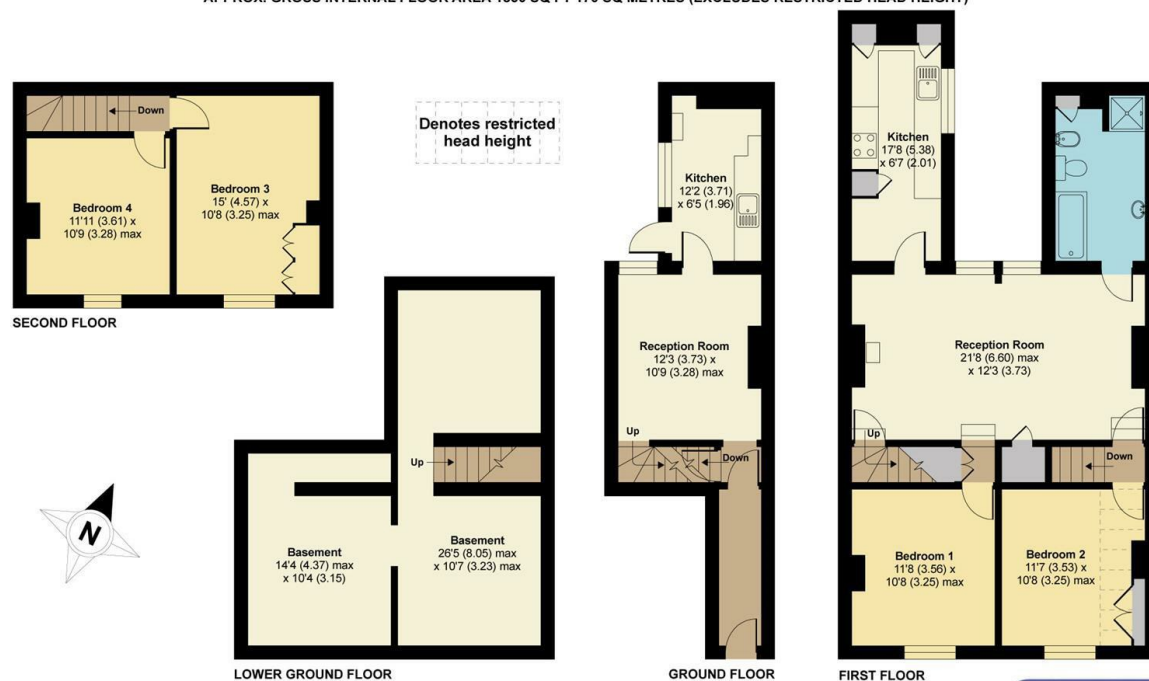 Down
Bedroom 3
15' (4.57) x
10'8 (3.25) max
Bedroom 4
11'11 (3.61) x
10'9 (3.28) max
SECOND FLOOR
Denotes restricted
head height
N
Up
Basement
14'4 (4.37) max
x 10'4 (3.15)
Basement
26'5 (8.05) max
x 10'7 (3.23) max
LOWER GROUND FLOOR
Kitchen
12'2 (3.71)
x 6'5 (1.96)
Reception Room
12'3 (3.73) x
10'9 (3.28) max
Up
Down
GROUND FLOOR
Kitchen
17'8 (5.38)
x 6'7 (2.01)
Reception Room
21'8 (6.60) max
x 12'3 (3.73)
Up
Down
Bedroom 1
11'8 (3.56) x
10'8 (3.25) max
Bedroom 2
11'7 (3.53) x
10'8 (3.25) max
FIRST FLOOR